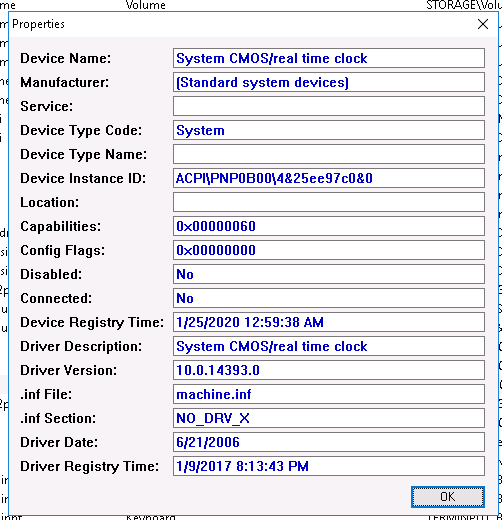 me Volume STORAGE\Volu
Properties
Device Name: System CMOS/real time clock
Manufacturer: (Standard system devices)
Service:
Device Type Code: System
Device Type Name:
Device Instance ID: ACPI\PNP0B00\4&25ee97c0&0
Location:
Capabilities: 0x00000060
Config Flags: 0x00000000
Disabled: No
Connected: No
Device Registry Time: 1/25/2020 12:59:38 AM
Driver Description: System CMOS/real time clock
Driver Version: 10.0.14393.0
.inf File: machine.inf
.inf Section: NO_DRV_X
Driver Date: 6/21/2006
Driver Registry Time: 1/9/2017 8:13:43 PM
OK